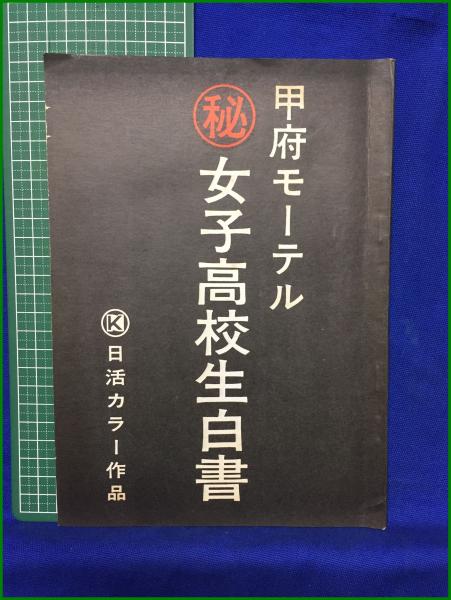 甲府モーテル
㊙女子高校生白書
Ⓚ日活カラー作品